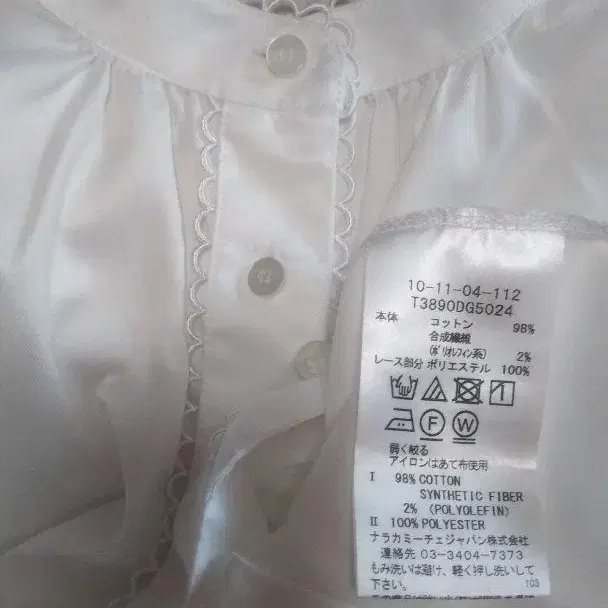 10-11-04-112
T3890DG5024
本体 コットン 98%
合成繊維
(ポリオレフィン系) 2%
レース部分 ポリエステル 100%
F W
弱く絞る
アイロンはあて布使用
I 98% COTTON
SYNTHETIC FIBER
2% (POLYOLEFIN)
II 100% POLYESTER
ナラカミーチェジャパン株式会社
連絡先 03-3404-7373
もみ洗いは避け、軽く押し洗いして
下さい。 103